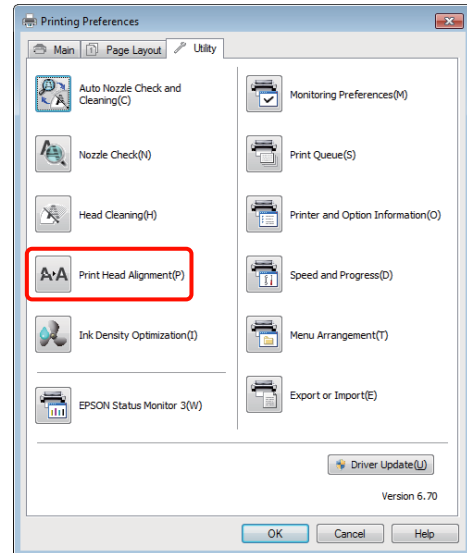 Printing Preferences
Main
Page Layout
Utility
Auto Nozzle Check and
Cleaning(C)
Nozzle Check(N)
Head Cleaning(H)
A▸A
Print Head Alignment(P)
Ink Density Optimization(I)
EPSON Status Monitor 3(W)
Monitoring Preferences(M)
Print Queue(S)
Printer and Option Information(O)
Speed and Progress(D)
Menu Arrangement(T)
Export or Import(E)
Driver Update(U)
Version 6.70
OK
Cancel
Help